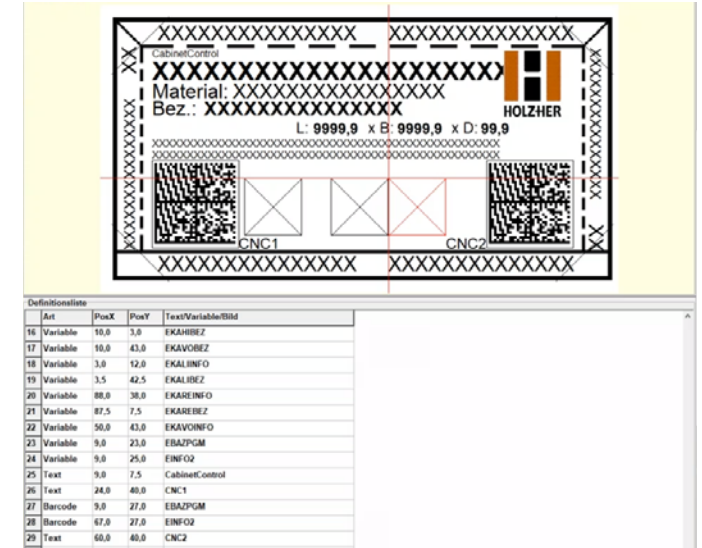 XXXXXXXXXXXXXXXXX XXXXXXXXXXXXXXXX
XX
XXXXXXXXXXXXX
CabinetControl
XXXXXXXXXXXXXXXXXXXXXX
Material: XXXXXXXXXXXXXXXX
Bez.: XXXXXXXXXXXXXXX
HOLZHER
L: 9999,9 x B: 9999,9 x D: 99,9
CNC1
CNC2
XX
XXXXXXXXXXXXXXXXX XXXXXXXXXXXXXXXX
Definitionsliste
Art PosX PosY Text/Variable/Bild
16 Variable 10,0 3,0 EKAHIBEZ
17 Variable 10,0 43,0 EKAVOBEZ
18 Variable 3,0 12,0 EKALIINFO
19 Variable 3,5 42,5 EKALIBEZ
20 Variable 88,0 38,0 EKAREINFO
21 Variable 87,5 7,5 EKAREBEZ
22 Variable 50,0 43,0 EKAVOINFO
23 Variable 9,0 23,0 EBAZPGM
24 Variable 9,0 25,0 EINFO2
25 Text 9,0 7,5 CabinetControl
26 Text 24,0 40,0 CNC1
27 Barcode 9,0 27,0 EBAZPGM
28 Barcode 67,0 27,0 EINFO2
29 Text 60,0 40,0 CNC2